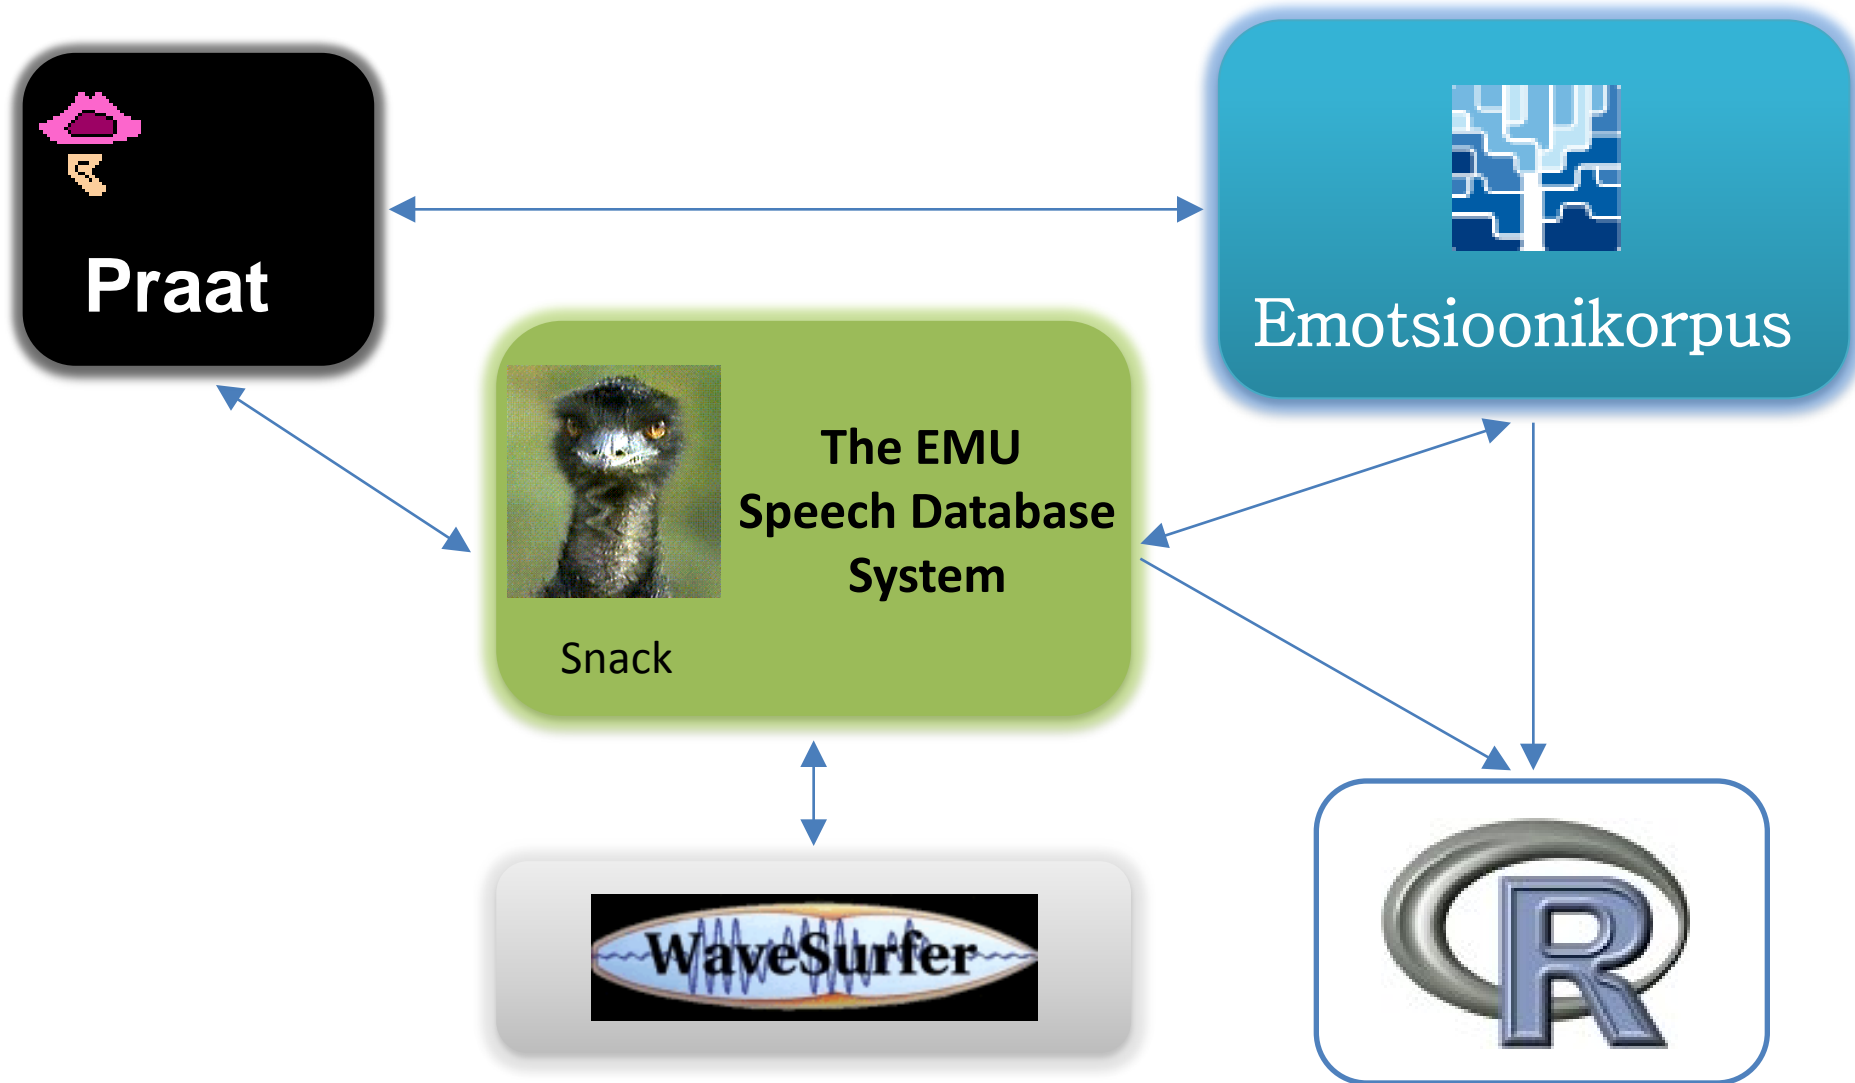 Praat
Emotsioonikorpus
The EMU
Speech Database
System
Snack
WaveSurfer
R